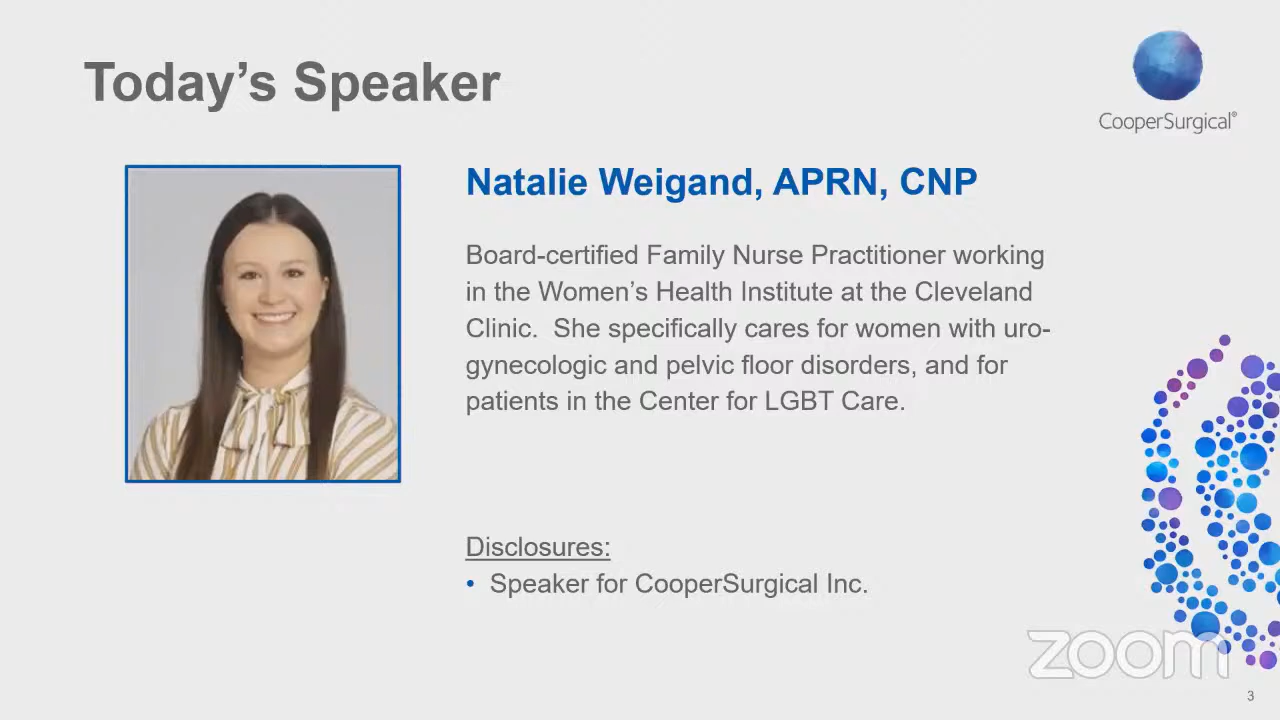 Today's Speaker
CooperSurgical®
Natalie Weigand, APRN, CNP
Board-certified Family Nurse Practitioner working
in the Women's Health Institute at the Cleveland
Clinic.  She specifically cares for women with uro-
gynecologic and pelvic floor disorders, and for
patients in the Center for LGBT Care.
Disclosures:
• Speaker for CooperSurgical Inc.
zoom
3